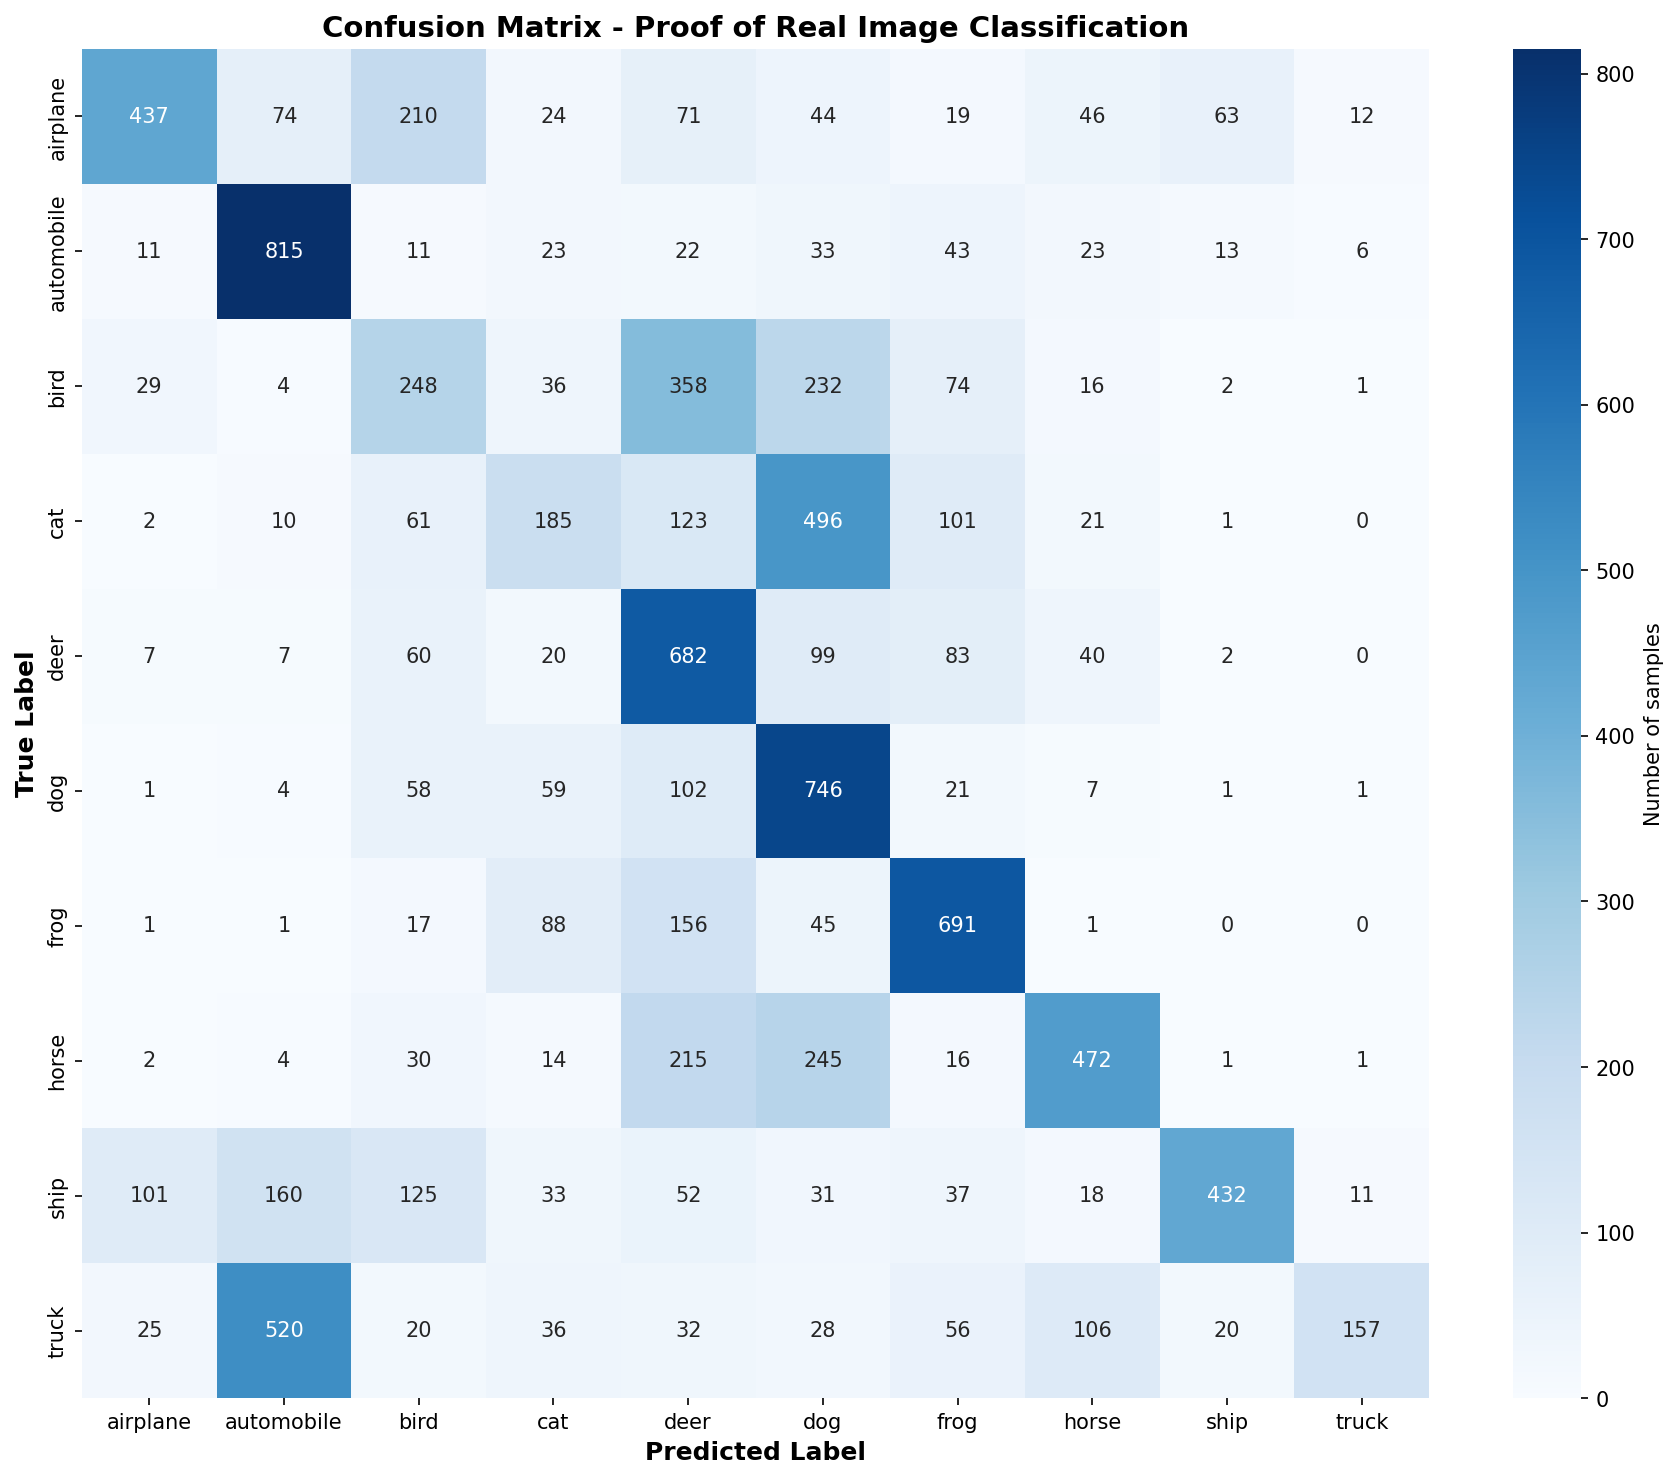 Confusion Matrix - Proof of Real Image Classification
airplane 437 74 210 24 71 44 19 46 63 12
automobile 11 815 11 23 22 33 43 23 13 6
bird 29 4 248 36 358 232 74 16 2 1
cat 2 10 61 185 123 496 101 21 1 0
deer 7 7 60 20 682 99 83 40 2 0
dog 1 4 58 59 102 746 21 7 1 1
frog 1 1 17 88 156 45 691 1 0 0
horse 2 4 30 14 215 245 16 472 1 1
ship 101 160 125 33 52 31 37 18 432 11
truck 25 520 20 36 32 28 56 106 20 157
airplane automobile bird cat deer dog frog horse ship truck
Predicted Label
True Label
800
700
600
500
400
300
200
100
0
Number of samples